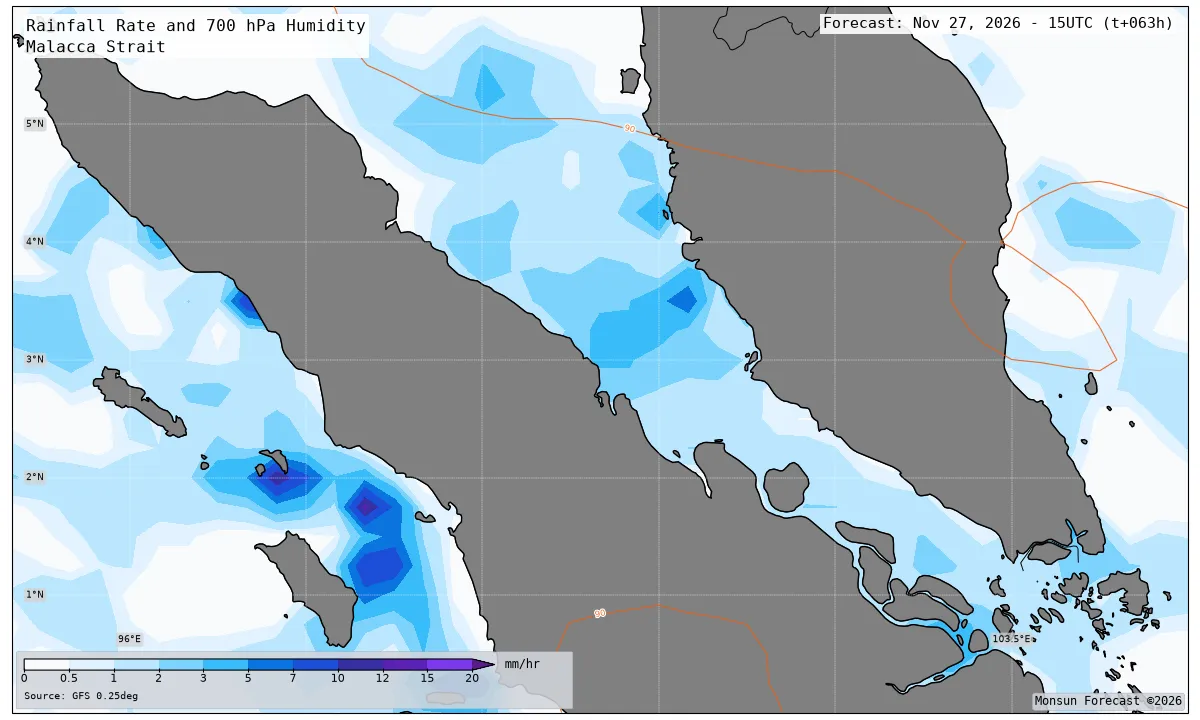 Rainfall Rate and 700 hPa Humidity
Malacca Strait
Forecast: Nov 27, 2026 - 15UTC (t+063h)
90
5°N
4°N
3°N
2°N
1°N
90
96°E
103.5°E
0 0.5 1 2 3 5 7 10 12 15 20
mm/hr
Source: GFS 0.25deg
Monsun Forecast ©2026